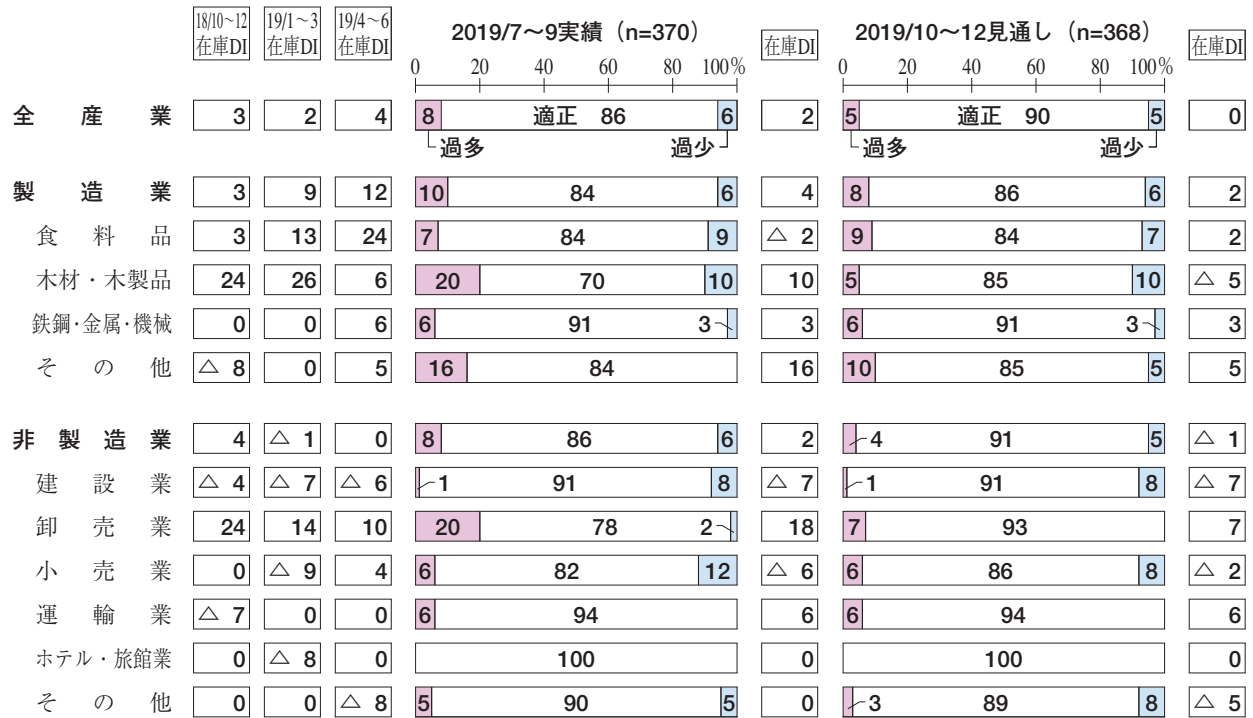 18/10～12 在庫DI 19/1～3 在庫DI 19/4～6 在庫DI 2019/7～9実績（n=370） 在庫DI 2019/10～12見通し（n=368） 在庫DI
0 20 40 60 80 100% 0 20 40 60 80 100%
全産業 3 2 4 8 適正 86 6 2 5 適正 90 5 0
過多 過少 過多 過少
製造業 3 9 12 10 84 6 4 8 86 6 2
食料品 3 13 24 7 84 9 △ 2 9 84 7 2
木材・木製品 24 26 6 20 70 10 10 5 85 10 △ 5
鉄鋼・金属・機械 0 0 6 6 91 3 3 6 91 3 3
その他 △ 8 0 5 16 84 16 10 85 5 5
非製造業 4 △ 1 0 8 86 6 2 4 91 5 △ 1
建設業 △ 4 △ 7 △ 6 1 91 8 △ 7 1 91 8 △ 7
卸売業 24 14 10 20 78 2 18 7 93 7
小売業 0 △ 9 4 6 82 12 △ 6 6 86 8 △ 2
運輸業 △ 7 0 0 6 94 6 6 94 6
ホテル・旅館業 0 △ 8 0 100 0 100 0
その他 0 0 △ 8 5 90 5 0 3 89 8 △ 5